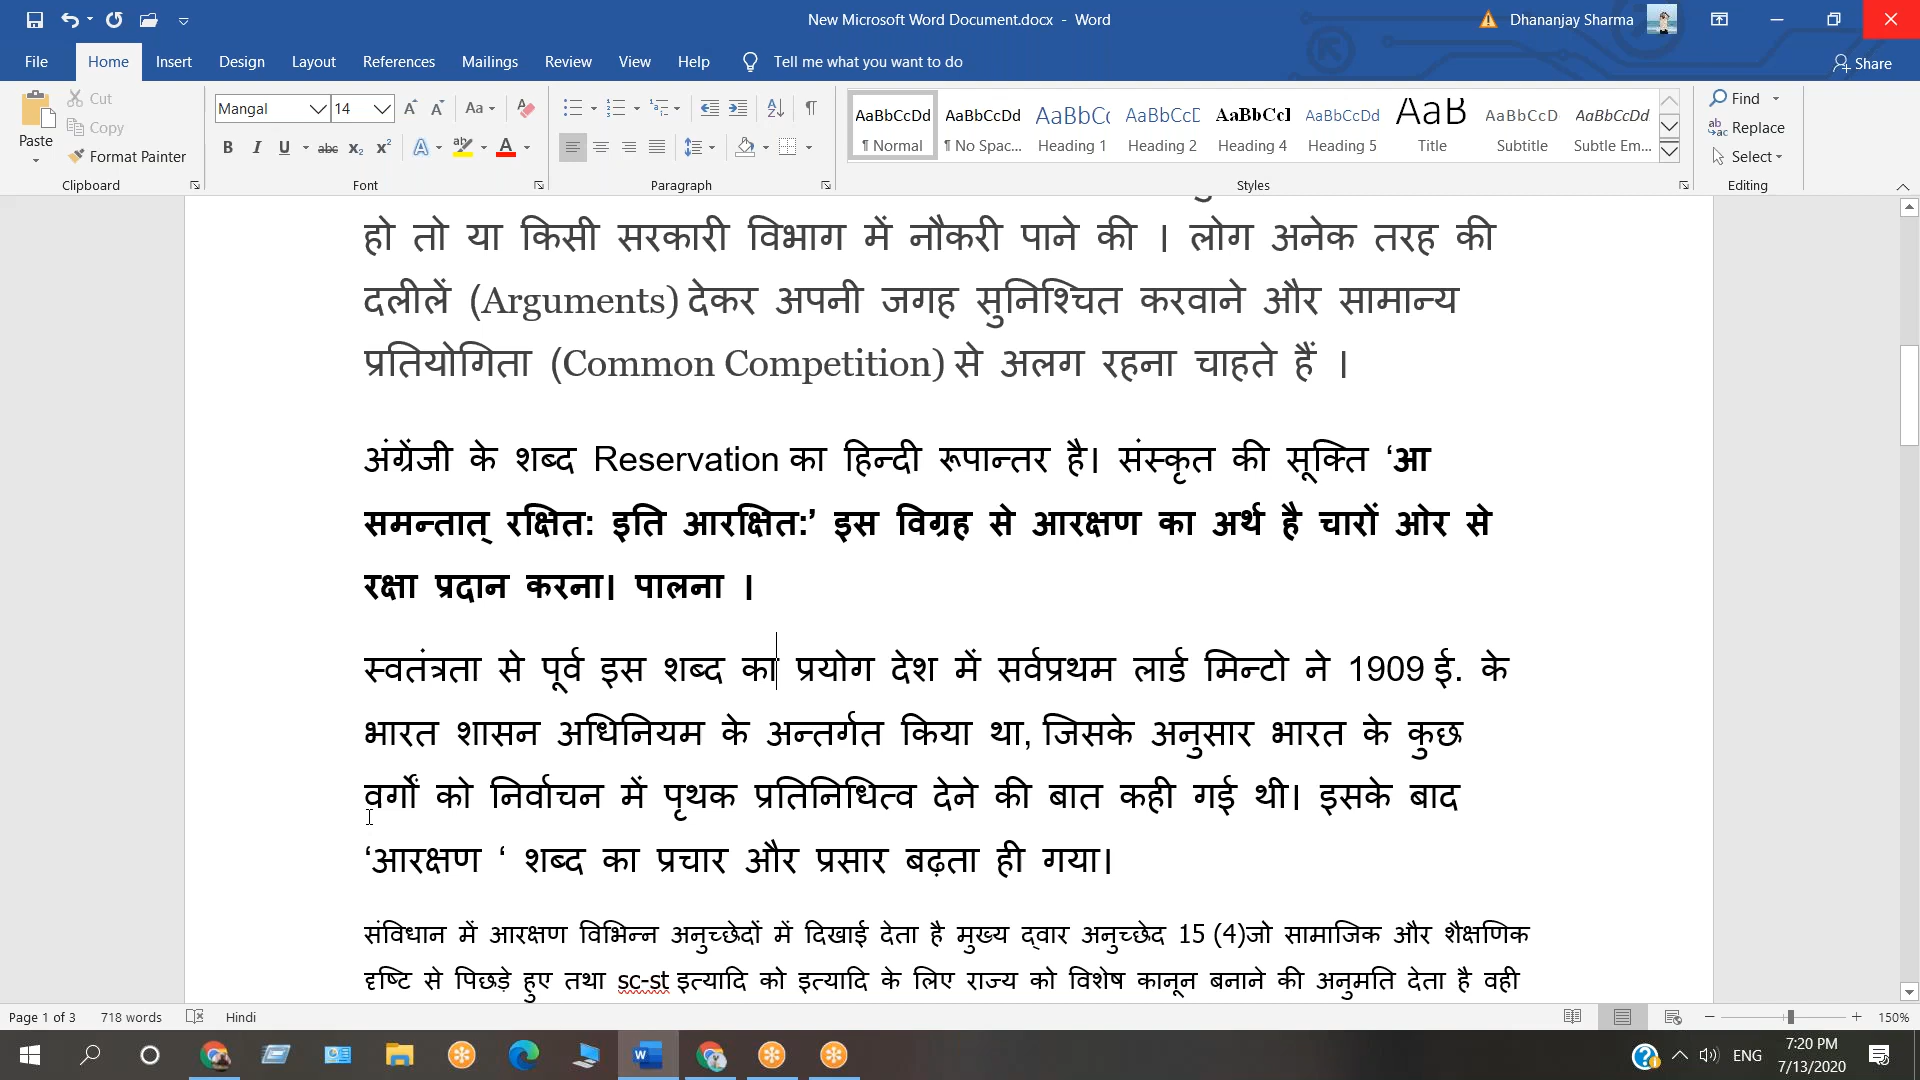 New Microsoft Word Document.docx - Word
Dhananjay Sharma
File Home Insert Design Layout References Mailings Review View Help Tell me what you want to do Share
Paste Cut Copy Format Painter Clipboard
Mangal 14 Aa
B I U abc x₂ x² A A
Font
Paragraph
AaBbCcDd ¶ Normal
AaBbCcDd ¶ No Spac...
AaBbCc Heading 1
AaBbCcD Heading 2
AaBbCcI Heading 4
AaBbCcDd Heading 5
AaB Title
AaBbCcD Subtitle
AaBbCcDd Subtle Em...
Styles
Find Replace Select Editing
हो तो या किसी सरकारी विभाग में नौकरी पाने की । लोग अनेक तरह की
दलीलें (Arguments) देकर अपनी जगह सुनिश्चित करवाने और सामान्य
प्रतियोगिता (Common Competition) से अलग रहना चाहते हैं ।
अंग्रेंजी के शब्द Reservation का हिन्दी रूपान्तर है। संस्कृत की सूक्ति ‘आ
समन्तात् रक्षित: इति आरक्षित:’ इस विग्रह से आरक्षण का अर्थ है चारों ओर से
रक्षा प्रदान करना। पालना ।
स्वतंत्रता से पूर्व इस शब्द का प्रयोग देश में सर्वप्रथम लार्ड मिन्टो ने 1909 ई. के
भारत शासन अधिनियम के अन्तर्गत किया था, जिसके अनुसार भारत के कुछ
वर्गों को निर्वाचन में पृथक प्रतिनिधित्व देने की बात कही गई थी। इसके बाद
‘आरक्षण ‘ शब्द का प्रचार और प्रसार बढ़ता ही गया।
संविधान में आरक्षण विभिन्न अनुच्छेदों में दिखाई देता है मुख्य द्वार अनुच्छेद 15 (4)जो सामाजिक और शैक्षणिक
दृष्टि से पिछड़े हुए तथा sc-st इत्यादि को इत्यादि के लिए राज्य को विशेष कानून बनाने की अनुमति देता है वही
Page 1 of 3 718 words Hindi 150%
ENG 7:20 PM
7/13/2020